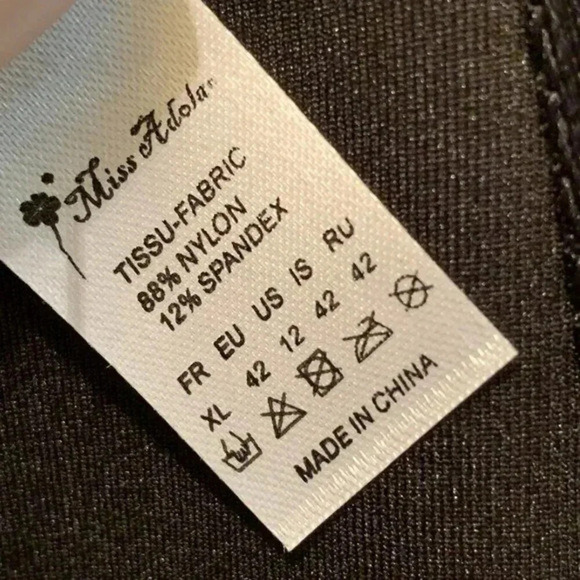 Miss
TISSU-FABRIC
88% NYLON
12% SPANDEX
FR EU US IS RU
XL 42 12 42 42
MADE IN CHINA